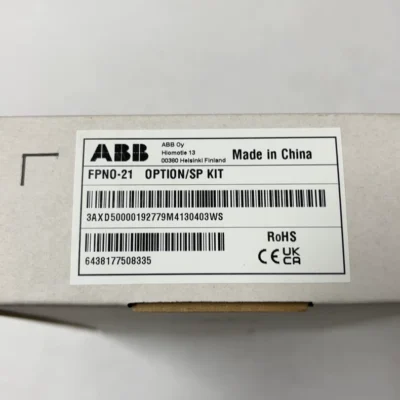 ABB
ABB Oy
Hiomotie 13
00380 Helsinki Finland
Made in China
FPNO-21 OPTION/SP KIT
3AXD50000192779M4130403WS
RoHS
CE UK CA
6438177508335